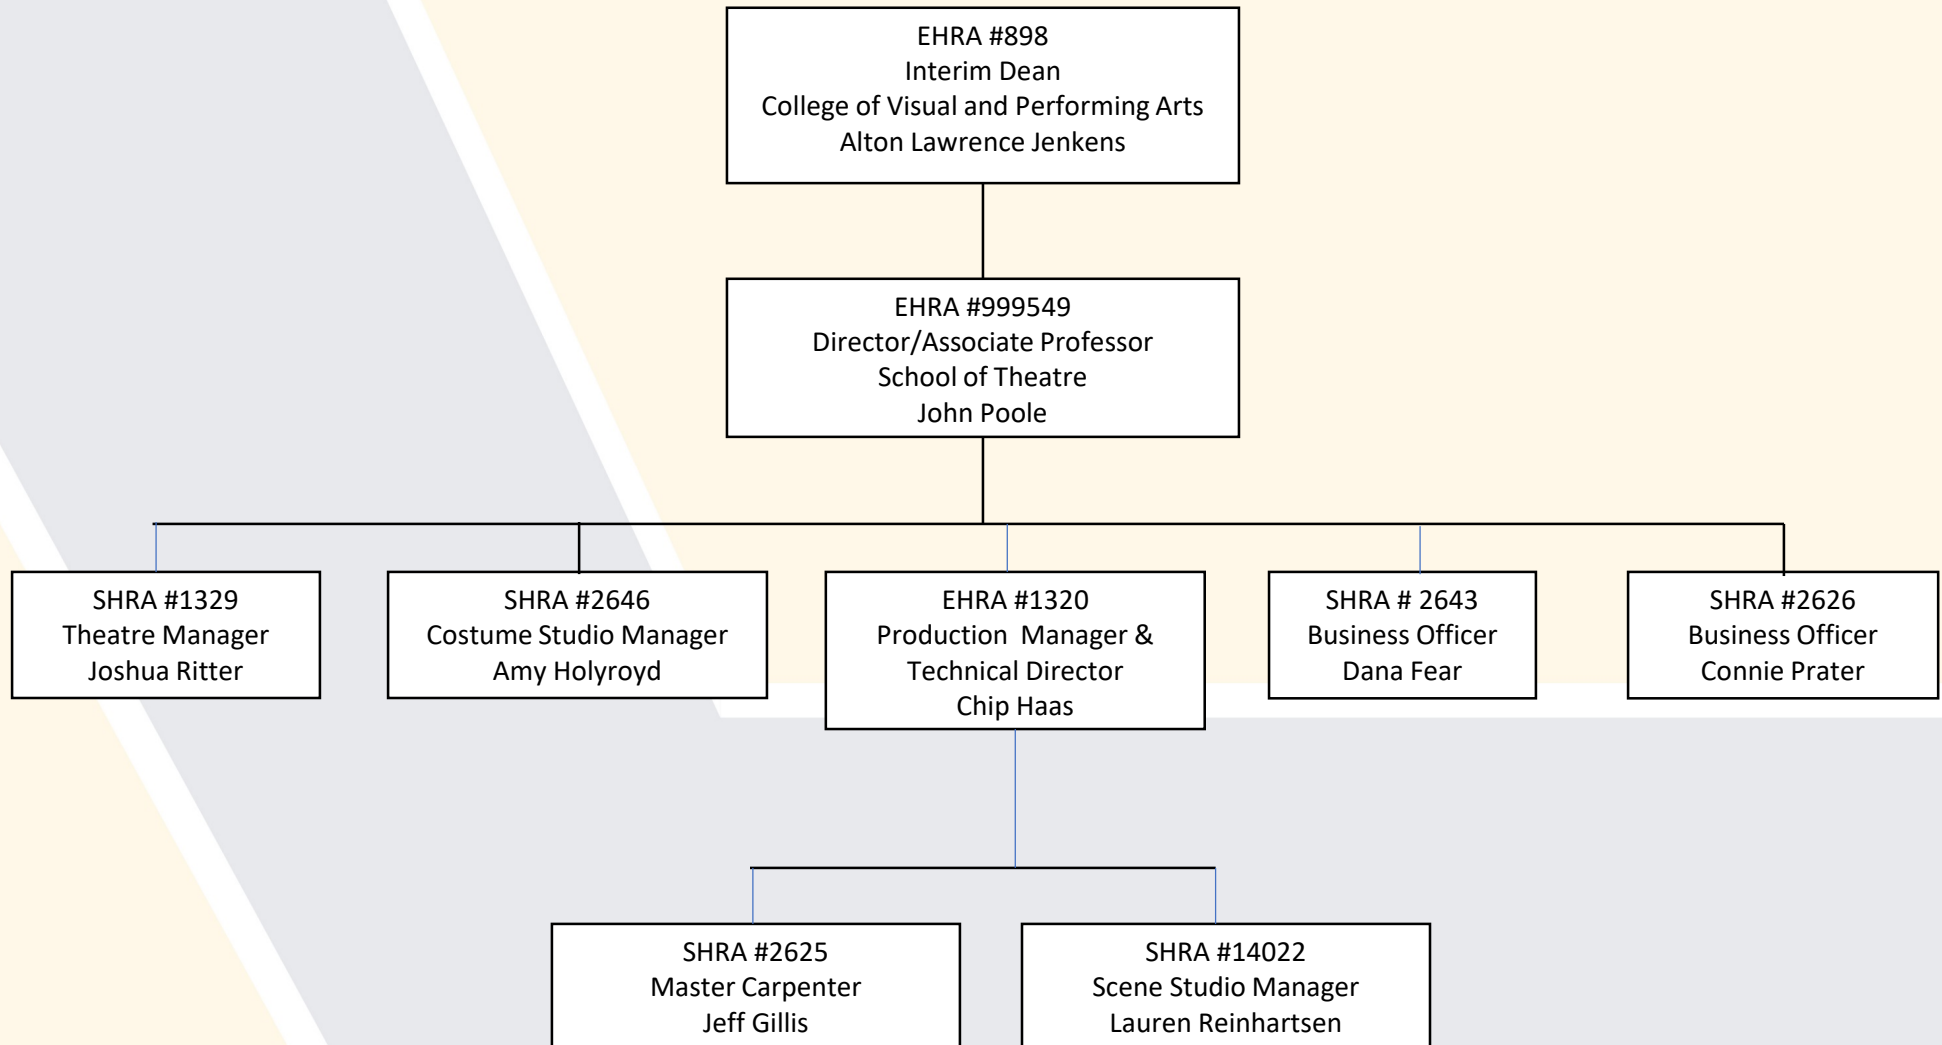 EHRA #898
Interim Dean
College of Visual and Performing Arts
Alton Lawrence Jenkens
EHRA #999549
Director/Associate Professor
School of Theatre
John Poole
SHRA #1329
Theatre Manager
Joshua Ritter
SHRA #2646
Costume Studio Manager
Amy Holyroyd
EHRA #1320
Production  Manager &
Technical Director
Chip Haas
SHRA # 2643
Business Officer
Dana Fear
SHRA #2626
Business Officer
Connie Prater
SHRA #2625
Master Carpenter
Jeff Gillis
SHRA #14022
Scene Studio Manager
Lauren Reinhartsen